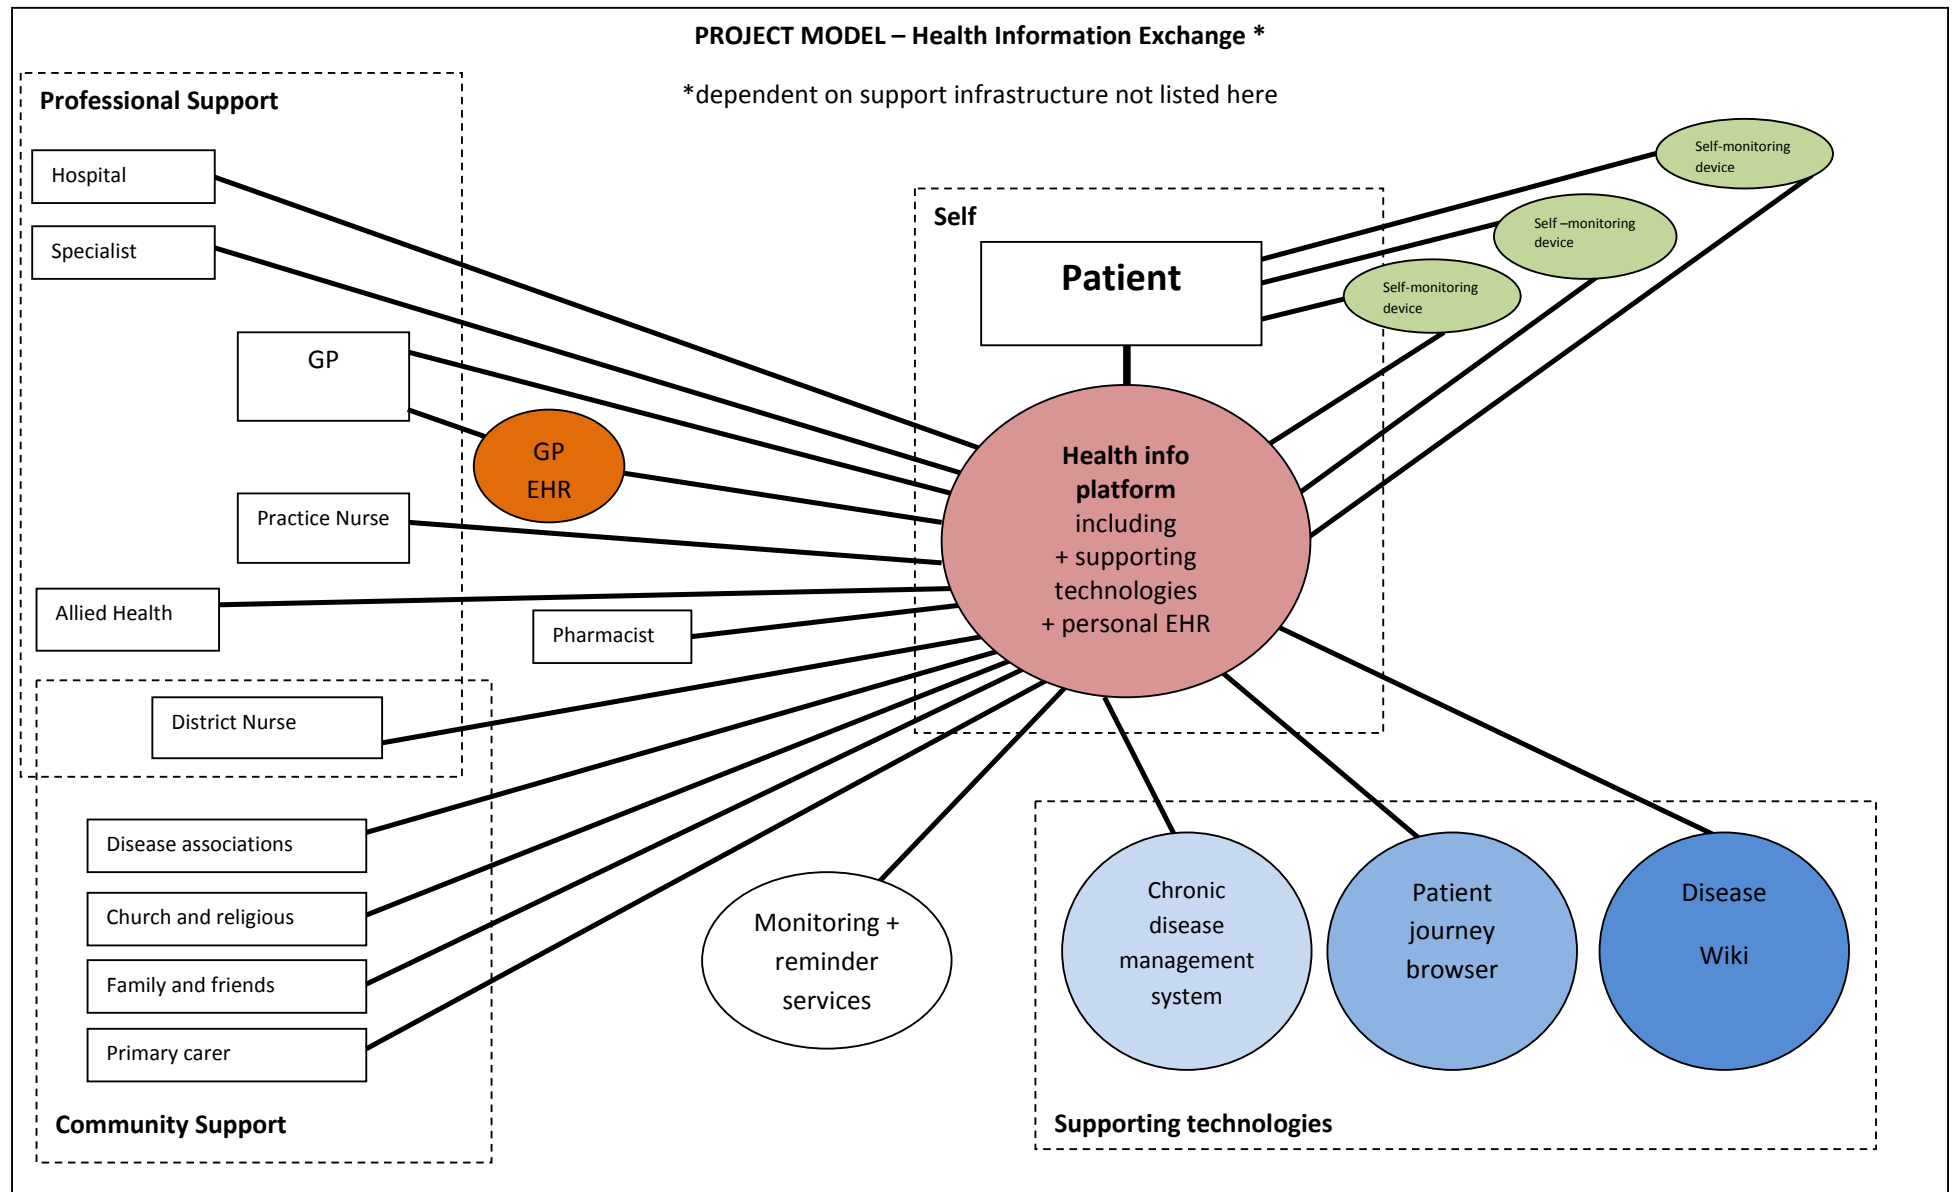 PROJECT MODEL – Health Information Exchange *
*dependent on support infrastructure not listed here
Professional Support
Hospital
Specialist
GP
GP
EHR
Practice Nurse
Allied Health
Pharmacist
District Nurse
Disease associations
Church and religious
Family and friends
Primary carer
Community Support
Self
Patient
Self-monitoring
device
Self –monitoring
device
Self-monitoring
device
Health info
platform
including
+ supporting
technologies
+ personal EHR
Monitoring +
reminder
services
Chronic
disease
management
system
Patient
journey
browser
Disease
Wiki
Supporting technologies